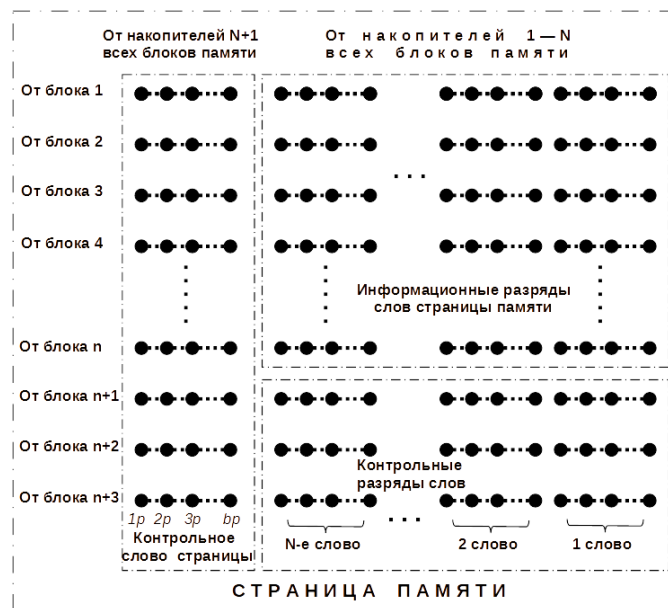 От накопителей N+1
всех блоков памяти
От накопителей 1—N
всех блоков памяти
От блока 1
От блока 2
...
От блока 3
От блока 4
Информационные разряды
слов страницы памяти
От блока n
От блока n+1
От блока n+2
Контрольные
разряды слов
От блока n+3
1р 2р 3р bр
...
Контрольное
слово страницы
N-е слово
2 слово
1 слово
СТРАНИЦА ПАМЯТИ